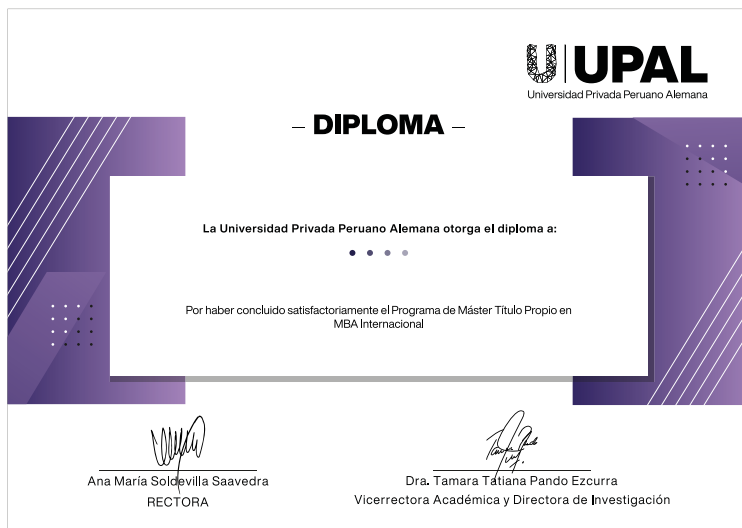 UPAL
Universidad Privada Peruano Alemana
– DIPLOMA –
La Universidad Privada Peruano Alemana otorga el diploma a:
Por haber concluido satisfactoriamente el Programa de Máster Título Propio en
MBA Internacional
Ana María Soldevilla Saavedra
RECTORA
Dra. Tamara Tatiana Pando Ezcurra
Vicerrectora Académica y Directora de Investigación